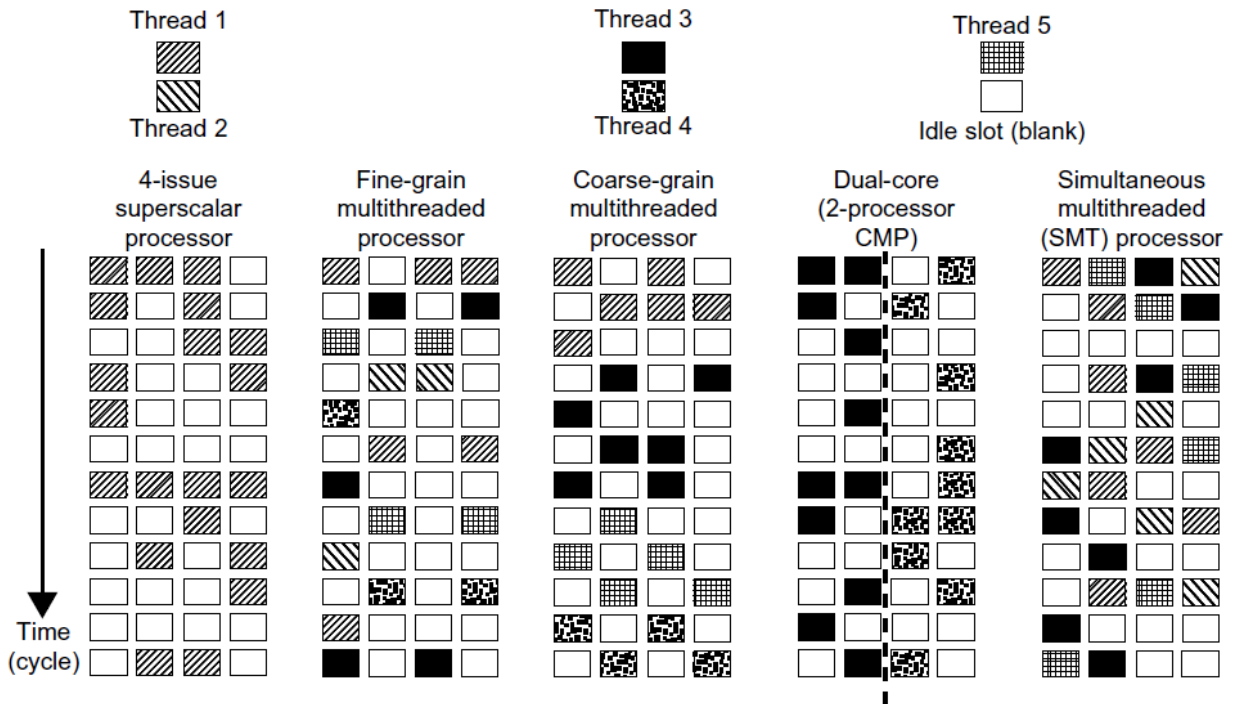 Thread 1
Thread 2
Thread 3
Thread 4
Thread 5
Idle slot (blank)
4-issue
superscalar
processor
Fine-grain
multithreaded
processor
Coarse-grain
multithreaded
processor
Dual-core
(2-processor
CMP)
Simultaneous
multithreaded
(SMT) processor
Time
(cycle)